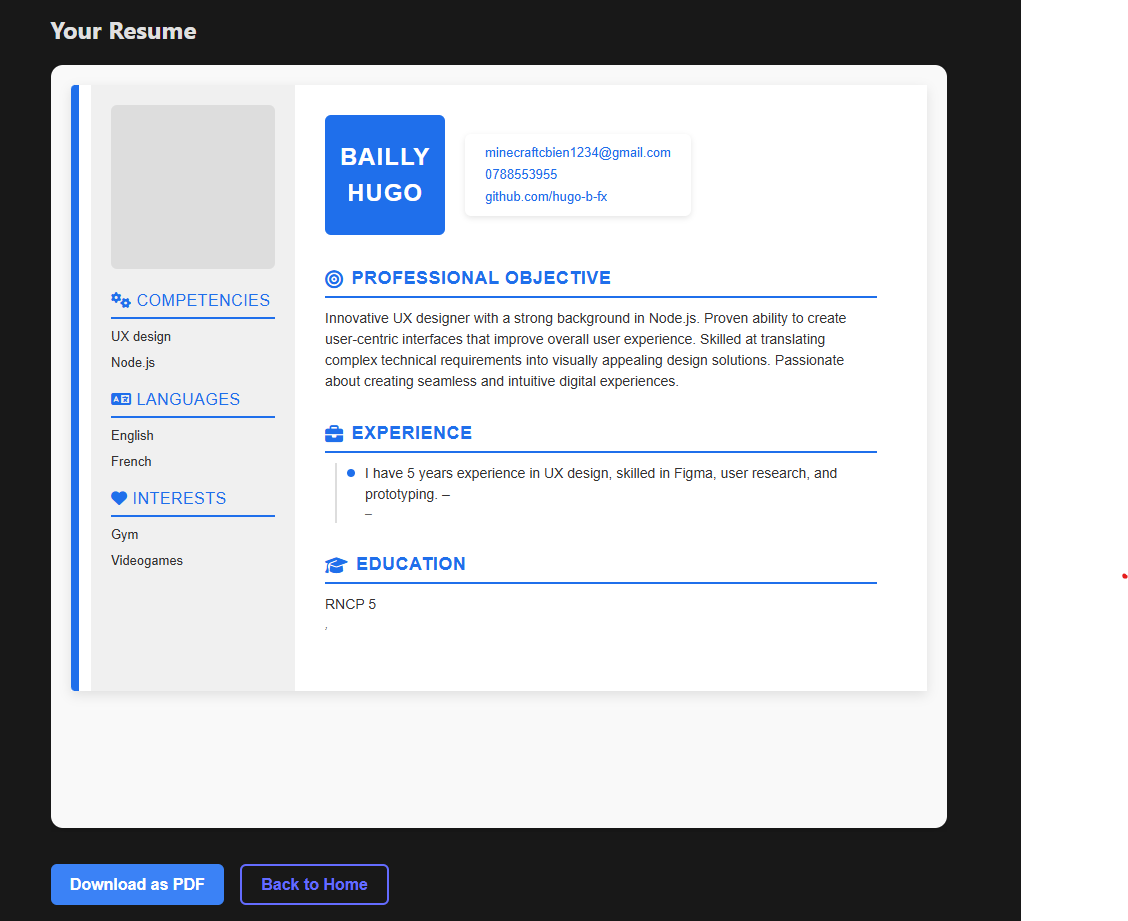 Your Resume
BAILLY
HUGO
minecraftcbien1234@gmail.com
0788553955
github.com/hugo-b-fx
COMPETENCIES
UX design
Node.js
LANGUAGES
English
French
INTERESTS
Gym
Videogames
PROFESSIONAL OBJECTIVE
Innovative UX designer with a strong background in Node.js. Proven ability to create
user-centric interfaces that improve overall user experience. Skilled at translating
complex technical requirements into visually appealing design solutions. Passionate
about creating seamless and intuitive digital experiences.
EXPERIENCE
I have 5 years experience in UX design, skilled in Figma, user research, and
prototyping. –
–
EDUCATION
RNCP 5
,
Download as PDF
Back to Home